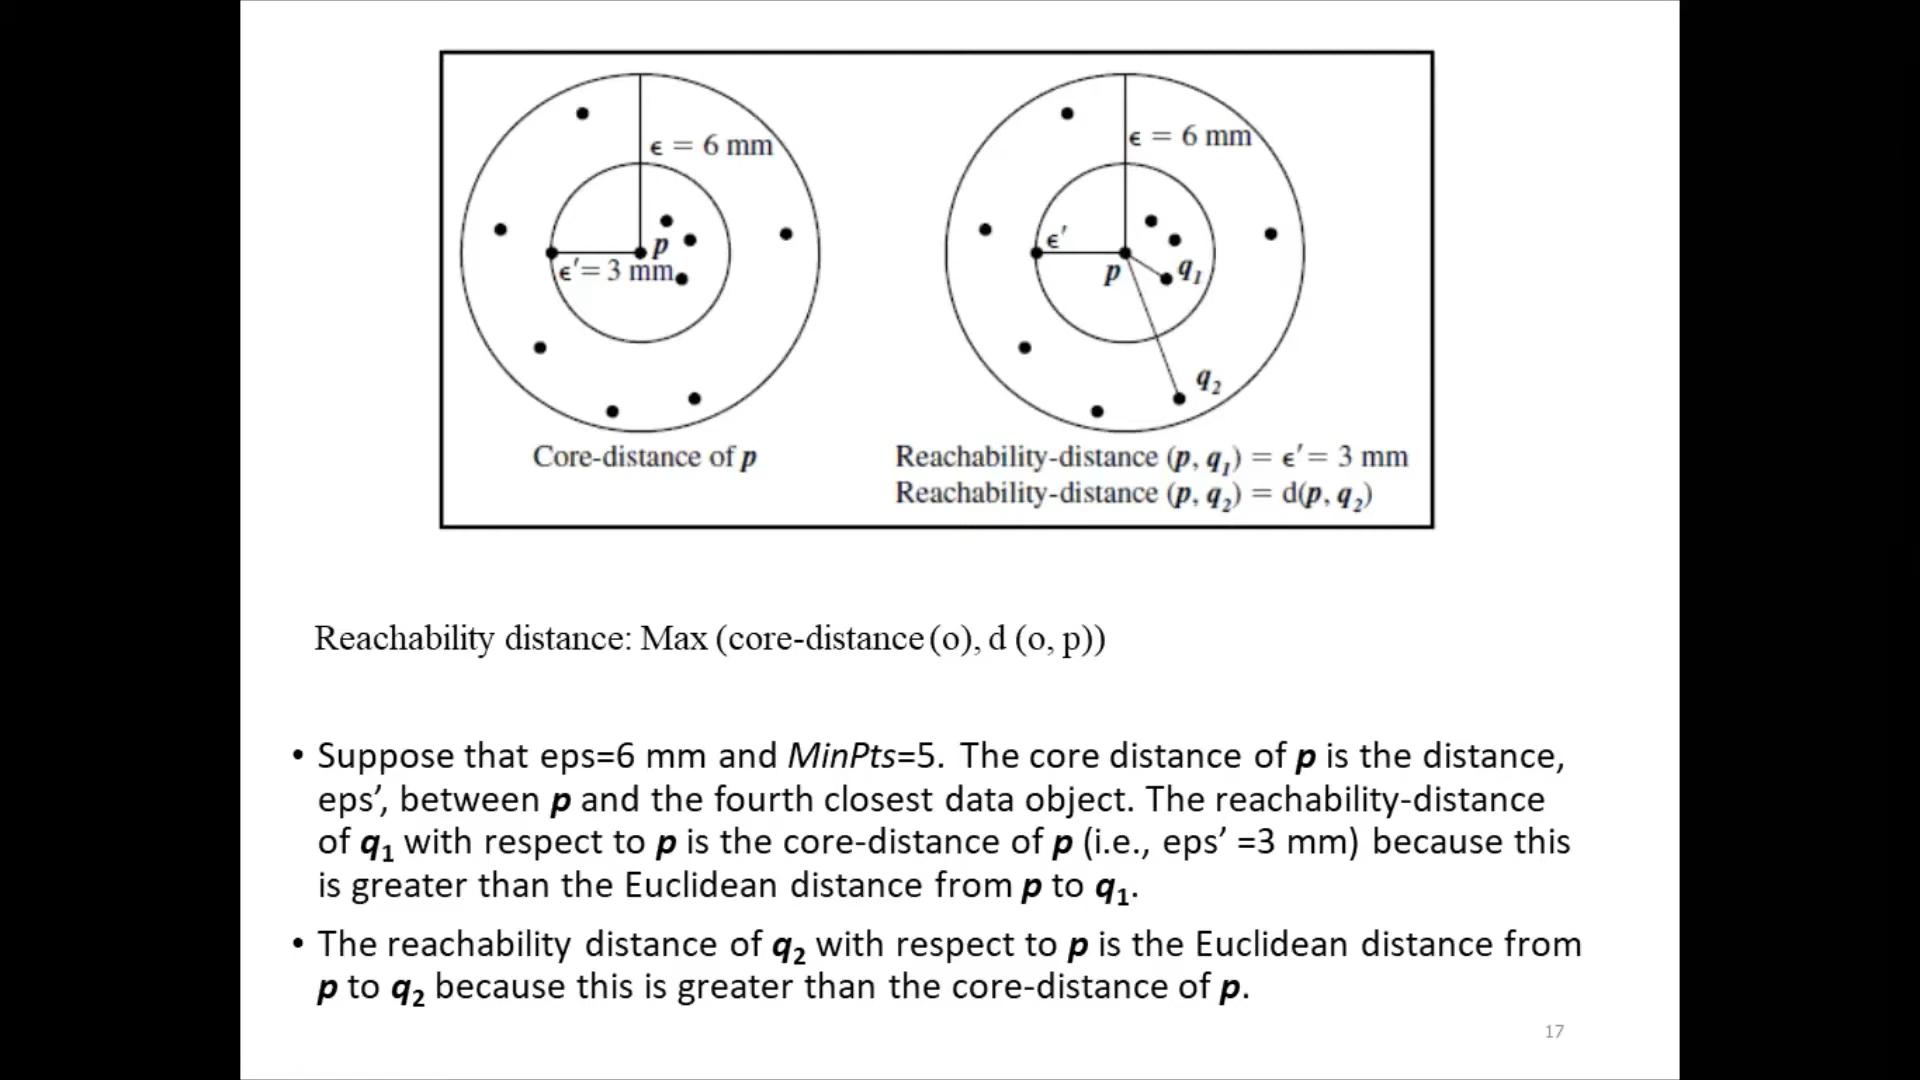 ϵ = 6 mm
p
ϵ′= 3 mm
Core-distance of p
ϵ = 6 mm
ϵ′
p
q₁
q₂
Reachability-distance (p, q₁) = ϵ′= 3 mm
Reachability-distance (p, q₂) = d(p, q₂)
Reachability distance: Max (core-distance (o), d (o, p))
• Suppose that eps=6 mm and MinPts=5. The core distance of p is the distance,
eps’, between p and the fourth closest data object. The reachability-distance
of q₁ with respect to p is the core-distance of p (i.e., eps’ =3 mm) because this
is greater than the Euclidean distance from p to q₁.
• The reachability distance of q₂ with respect to p is the Euclidean distance from
p to q₂ because this is greater than the core-distance of p.
17